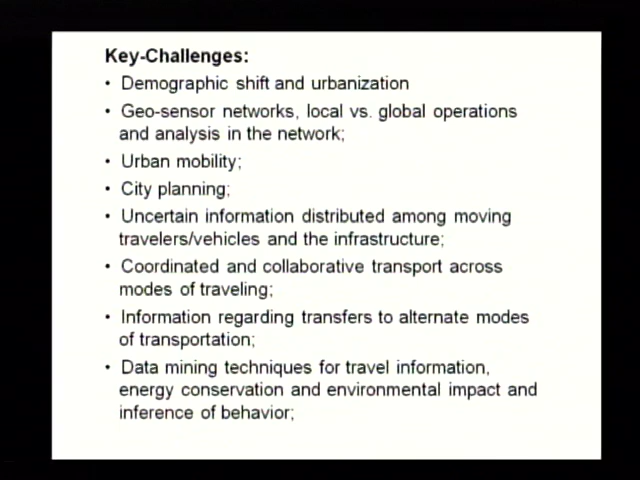 Key-Challenges:
• Demographic shift and urbanization
• Geo-sensor networks, local vs. global operations
and analysis in the network;
• Urban mobility;
• City planning;
• Uncertain information distributed among moving
travelers/vehicles and the infrastructure;
• Coordinated and collaborative transport across
modes of traveling;
• Information regarding transfers to alternate modes
of transportation;
• Data mining techniques for travel information,
energy conservation and environmental impact and
inference of behavior;